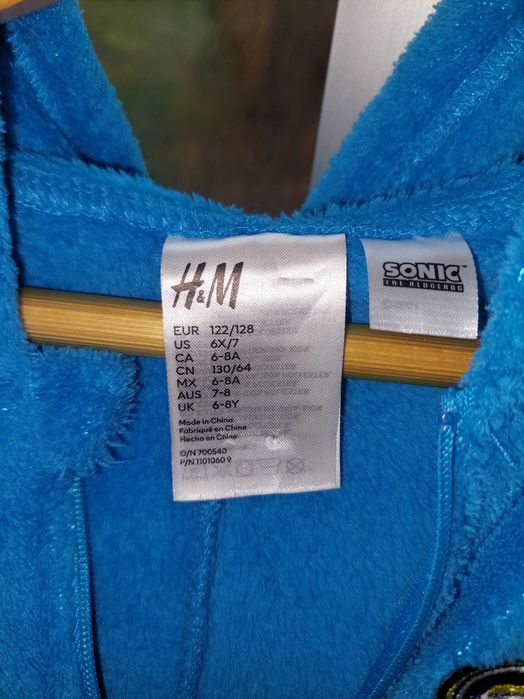 H&M
EUR 122/128
US 6X/7
CA 6-8A
CN 130/64
MX 6-8A
AUS 7-8
UK 6-8Y
Made in China
Fabriqué en Chine
Hecho en China
O/N 700540
P/N 1101060 9
SONIC
THE HEDGEHOG